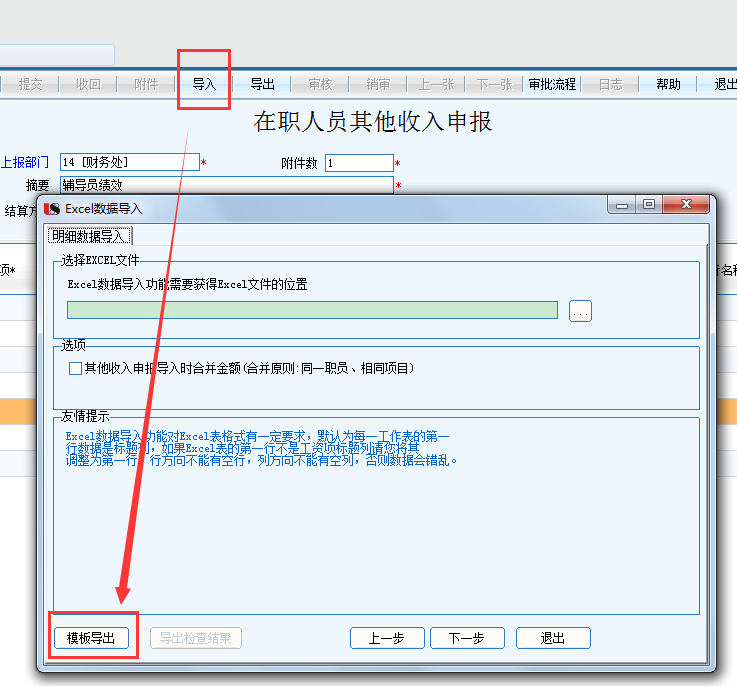 提交 收回 附件 导入 导出 审核 销审 上一张 下一张 审批流程 日志 帮助 退出
在职人员其他收入申报
上报部门 14 [财务处] * 附件数 1 *
摘要 辅导员绩效 *
结算方
Excel数据导入
明细数据导入
项*
行名称
选择EXCEL文件
Excel数据导入功能需要获得Excel文件的位置
...
选项
其他收入申报导入时合并金额(合并原则:同一职员、相同项目)
友情提示
Excel数据导入功能对Excel表格式有一定要求，默认为每一工作表的第一
行数据是标题列，如果Excel表的第一行不是工资项标题列请您将其
调整为第一行，行方向不能有空行，列方向不能有空列，否则数据会错乱。
模板导出 导出检查结果 上一步 下一步 退出